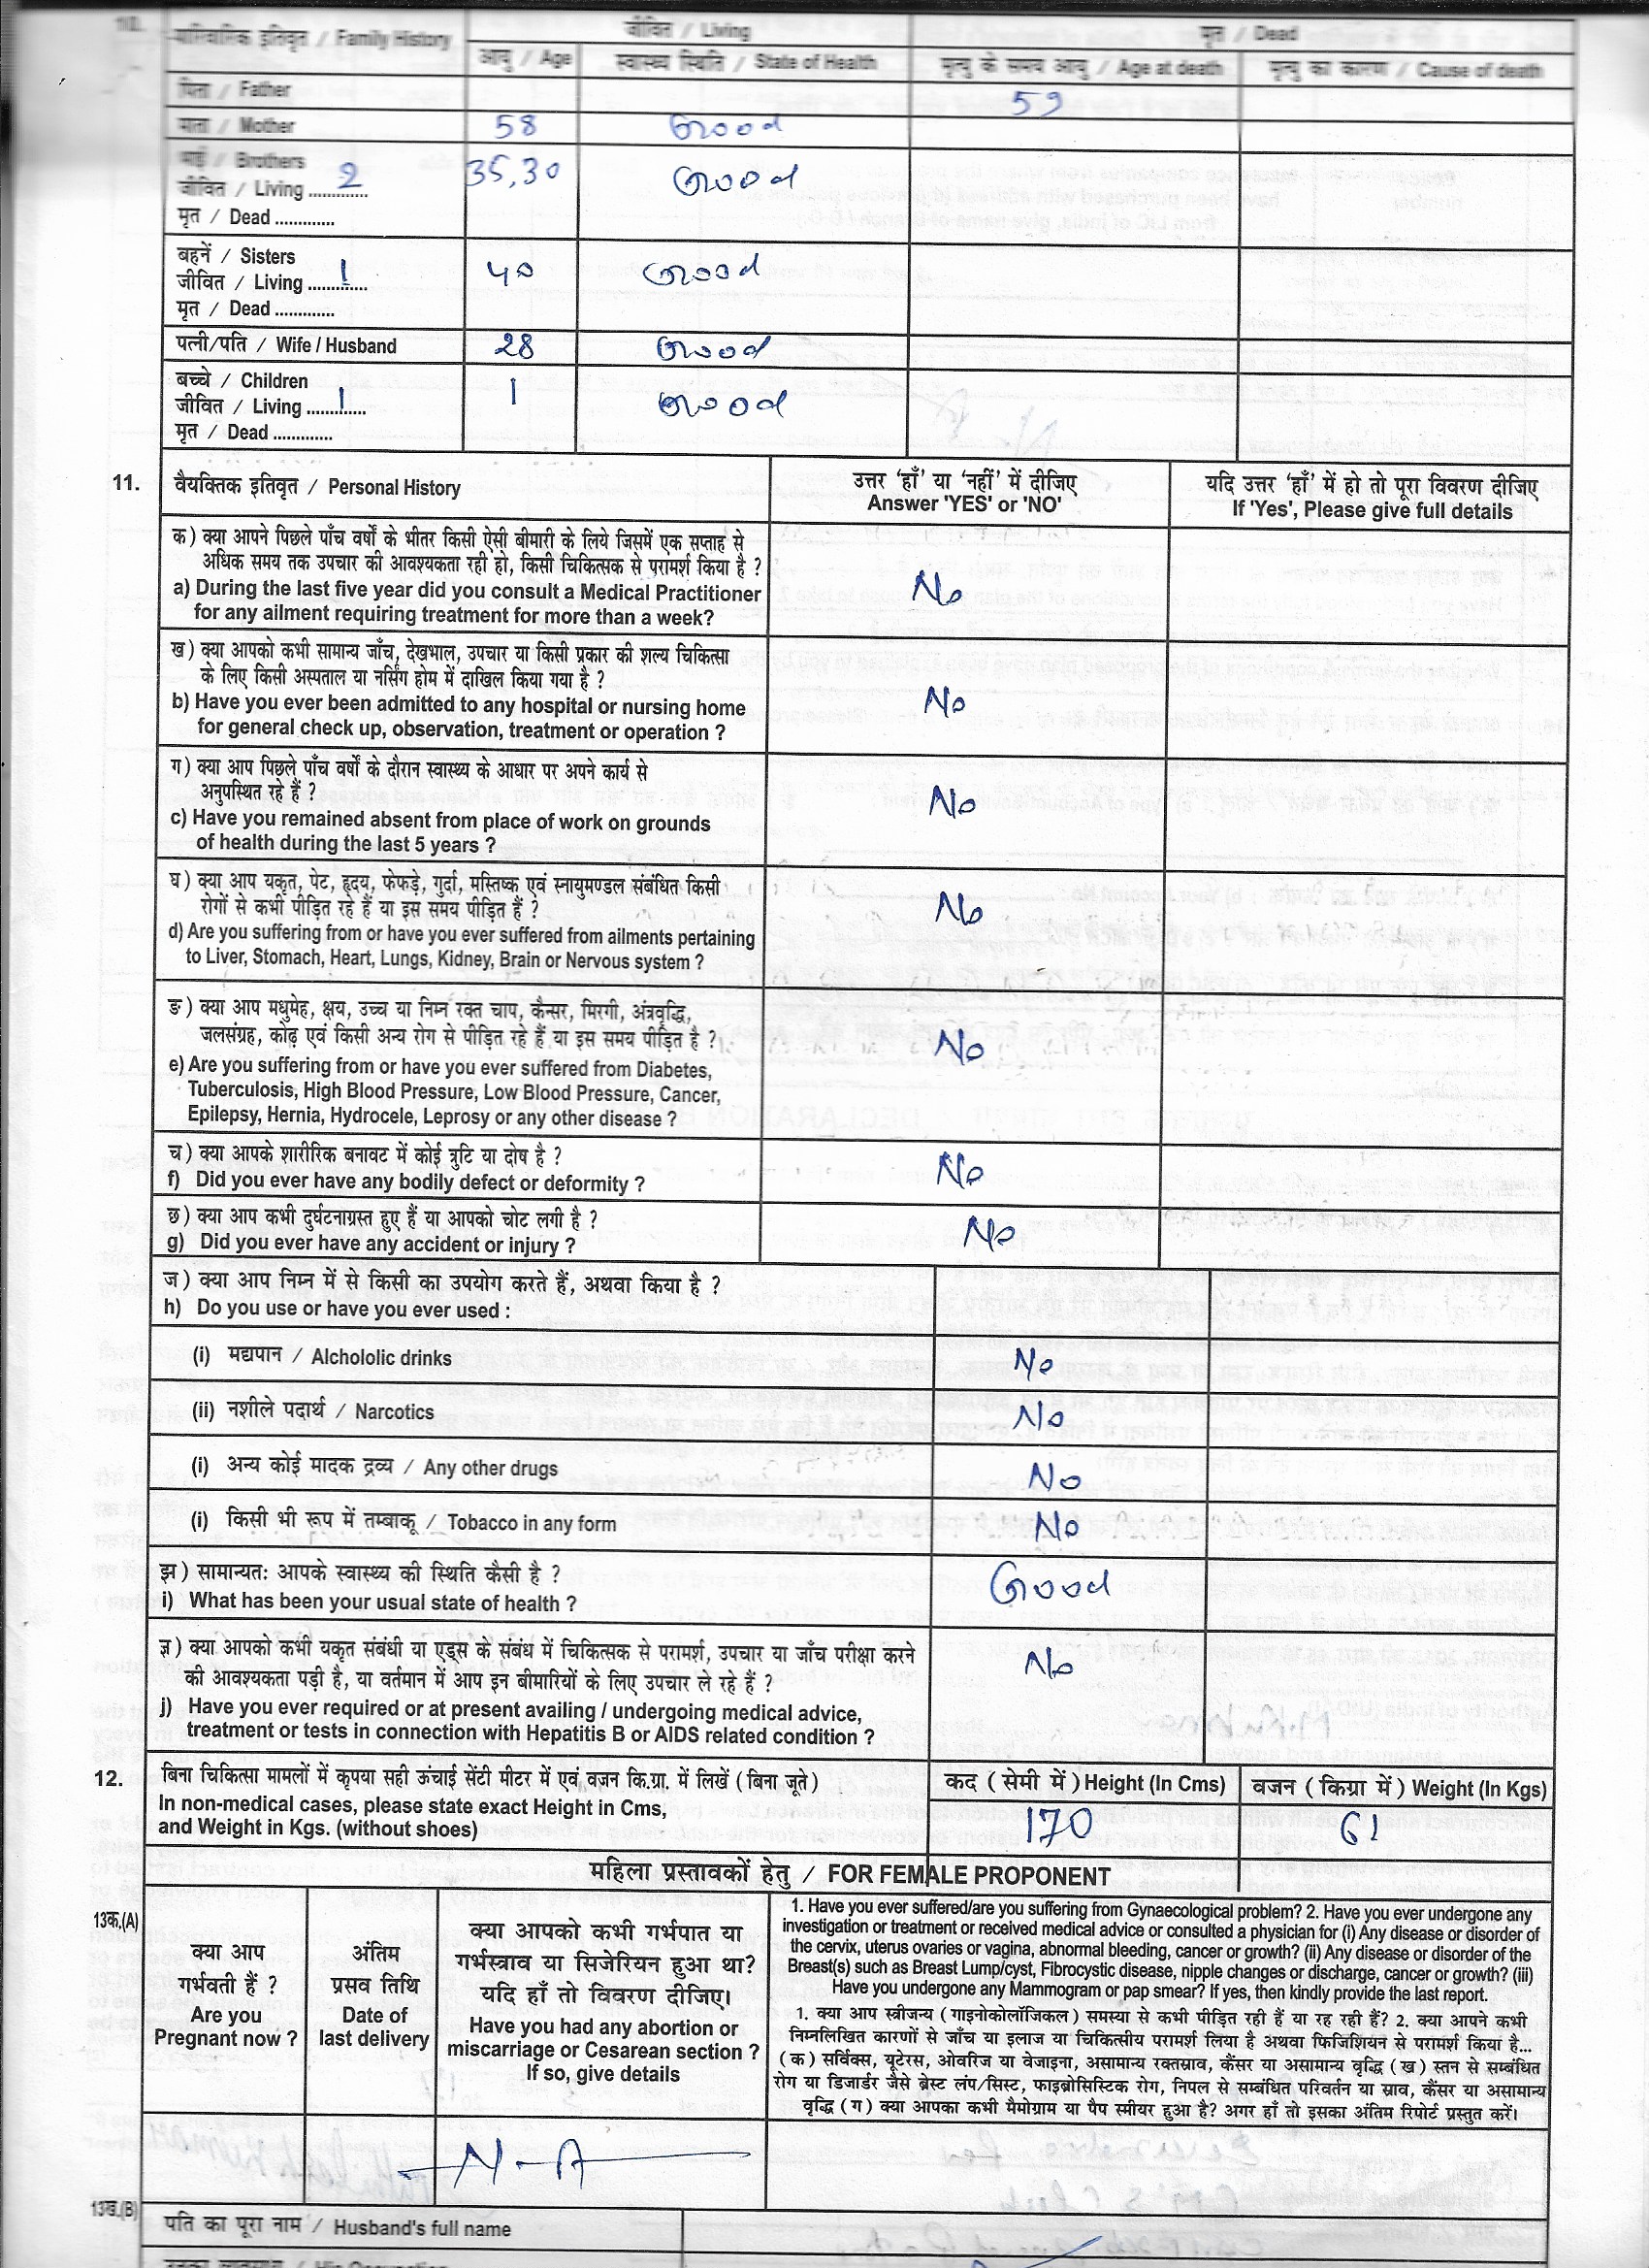 10.
पारिवारिक इतिवृत / Family History
जीवित / Living
मृत / Dead
आयु / Age
स्वास्थ्य स्थिति / State of Health
मृत्यु के समय आयु / Age at death
मृत्यु का कारण / Cause of death
पिता / Father
59
माता / Mother
58
Good
भाई / Brothers
जीवित / Living ............. 2
35,30
Good
मृत / Dead .............
बहनें / Sisters
जीवित / Living ............. 1
40
Good
मृत / Dead .............
पत्नी/पति / Wife / Husband
28
Good
बच्चे / Children
जीवित / Living ............. 1
1
Good
मृत / Dead .............
11.
वैयक्तिक इतिवृत / Personal History
उत्तर ‘हाँ’ या ‘नहीं’ में दीजिए
Answer 'YES' or 'NO'
यदि उत्तर ‘हाँ’ में हो तो पूरा विवरण दीजिए
If 'Yes', Please give full details
क) क्या आपने पिछले पाँच वर्षों के भीतर किसी ऐसी बीमारी के लिये जिसमें एक सप्ताह से
अधिक समय तक उपचार की आवश्यकता रही हो, किसी चिकित्सक से परामर्श किया है ?
a) During the last five year did you consult a Medical Practitioner
for any ailment requiring treatment for more than a week?
No
ख) क्या आपको कभी सामान्य जाँच, देखभाल, उपचार या किसी प्रकार की शल्य चिकित्सा
के लिए किसी अस्पताल या नर्सिंग होम में दाखिल किया गया है ?
b) Have you ever been admitted to any hospital or nursing home
for general check up, observation, treatment or operation ?
No
ग) क्या आप पिछले पाँच वर्षों के दौरान स्वास्थ्य के आधार पर अपने कार्य से
अनुपस्थित रहे हैं ?
c) Have you remained absent from place of work on grounds
of health during the last 5 years ?
No
घ) क्या आप यकृत, पेट, हृदय, फेफड़े, गुर्दा, मस्तिष्क एवं स्नायुमण्डल संबंधित किसी
रोगों से कभी पीड़ित रहे हैं या इस समय पीड़ित हैं ?
d) Are you suffering from or have you ever suffered from ailments pertaining
to Liver, Stomach, Heart, Lungs, Kidney, Brain or Nervous system ?
No
ङ) क्या आप मधुमेह, क्षय, उच्च या निम्न रक्त चाप, कैन्सर, मिरगी, अंत्रवृद्धि,
जलसंग्रह, कोढ़ एवं किसी अन्य रोग से पीड़ित रहे हैं या इस समय पीड़ित है ?
e) Are you suffering from or have you ever suffered from Diabetes,
Tuberculosis, High Blood Pressure, Low Blood Pressure, Cancer,
Epilepsy, Hernia, Hydrocele, Leprosy or any other disease ?
No
च) क्या आपके शारीरिक बनावट में कोई त्रुटि या दोष है ?
f) Did you ever have any bodily defect or deformity ?
No
छ) क्या आप कभी दुर्घटनाग्रस्त हुए हैं या आपको चोट लगी है ?
g) Did you ever have any accident or injury ?
No
ज) क्या आप निम्न में से किसी का उपयोग करते हैं, अथवा किया है ?
h) Do you use or have you ever used :
(i) मद्यपान / Alchololic drinks
No
(ii) नशीले पदार्थ / Narcotics
No
(i) अन्य कोई मादक द्रव्य / Any other drugs
No
(i) किसी भी रूप में तम्बाकू / Tobacco in any form
No
झ) सामान्यतः आपके स्वास्थ्य की स्थिति कैसी है ?
i) What has been your usual state of health ?
Good
ञ) क्या आपको कभी यकृत संबंधी या एड्स के संबंध में चिकित्सक से परामर्श, उपचार या जाँच परीक्षा करने
की आवश्यकता पड़ी है, या वर्तमान में आप इन बीमारियों के लिए उपचार ले रहे हैं ?
j) Have you ever required or at present availing / undergoing medical advice,
treatment or tests in connection with Hepatitis B or AIDS related condition ?
No
12.
बिना चिकित्सा मामलों में कृपया सही ऊंचाई सेंटी मीटर में एवं वजन कि.ग्रा. में लिखें (बिना जूते)
In non-medical cases, please state exact Height in Cms,
and Weight in Kgs. (without shoes)
कद (सेमी में) Height (In Cms)
वजन (किग्रा में) Weight (In Kgs)
170
61
महिला प्रस्तावकों हेतु / FOR FEMALE PROPONENT
13क.(A)
क्या आप
गर्भवती हैं ?
Are you
Pregnant now ?
अंतिम
प्रसव तिथि
Date of
last delivery
क्या आपको कभी गर्भपात या
गर्भस्त्राव या सिजेरियन हुआ था?
यदि हाँ तो विवरण दीजिए।
Have you had any abortion or
miscarriage or Cesarean section ?
If so, give details
1. Have you ever suffered/are you suffering from Gynaecological problem? 2. Have you ever undergone any
investigation or treatment or received medical advice or consulted a physician for (i) Any disease or disorder of
the cervix, uterus ovaries or vagina, abnormal bleeding, cancer or growth? (ii) Any disease or disorder of the
Breast(s) such as Breast Lump/cyst, Fibrocystic disease, nipple changes or discharge, cancer or growth? (iii)
Have you undergone any Mammogram or pap smear? If yes, then kindly provide the last report.
1. क्या आप स्त्रीजन्य (गाइनोकोलॉजिकल) समस्या से कभी पीड़ित रही हैं या रह रही हैं? 2. क्या आपने कभी
निम्नलिखित कारणों से जाँच या इलाज या चिकित्सीय परामर्श लिया है अथवा फिजिशियन से परामर्श किया है...
(क) सर्विक्स, यूटेरस, ओवरिज या वेजाइना, असामान्य रक्तस्राव, कैंसर या असामान्य वृद्धि (ख) स्तन से सम्बंधित
रोग या डिजार्डर जैसे ब्रेस्ट लंप/सिस्ट, फाइब्रोसिस्टिक रोग, निपल से सम्बंधित परिवर्तन या स्राव, कैंसर या असामान्य
वृद्धि (ग) क्या आपका कभी मैमोग्राम या पैप स्मीयर हुआ है? अगर हाँ तो इसका अंतिम रिपोर्ट प्रस्तुत करें।
N-A
13ख.(B)
पति का पूरा नाम / Husband's full name